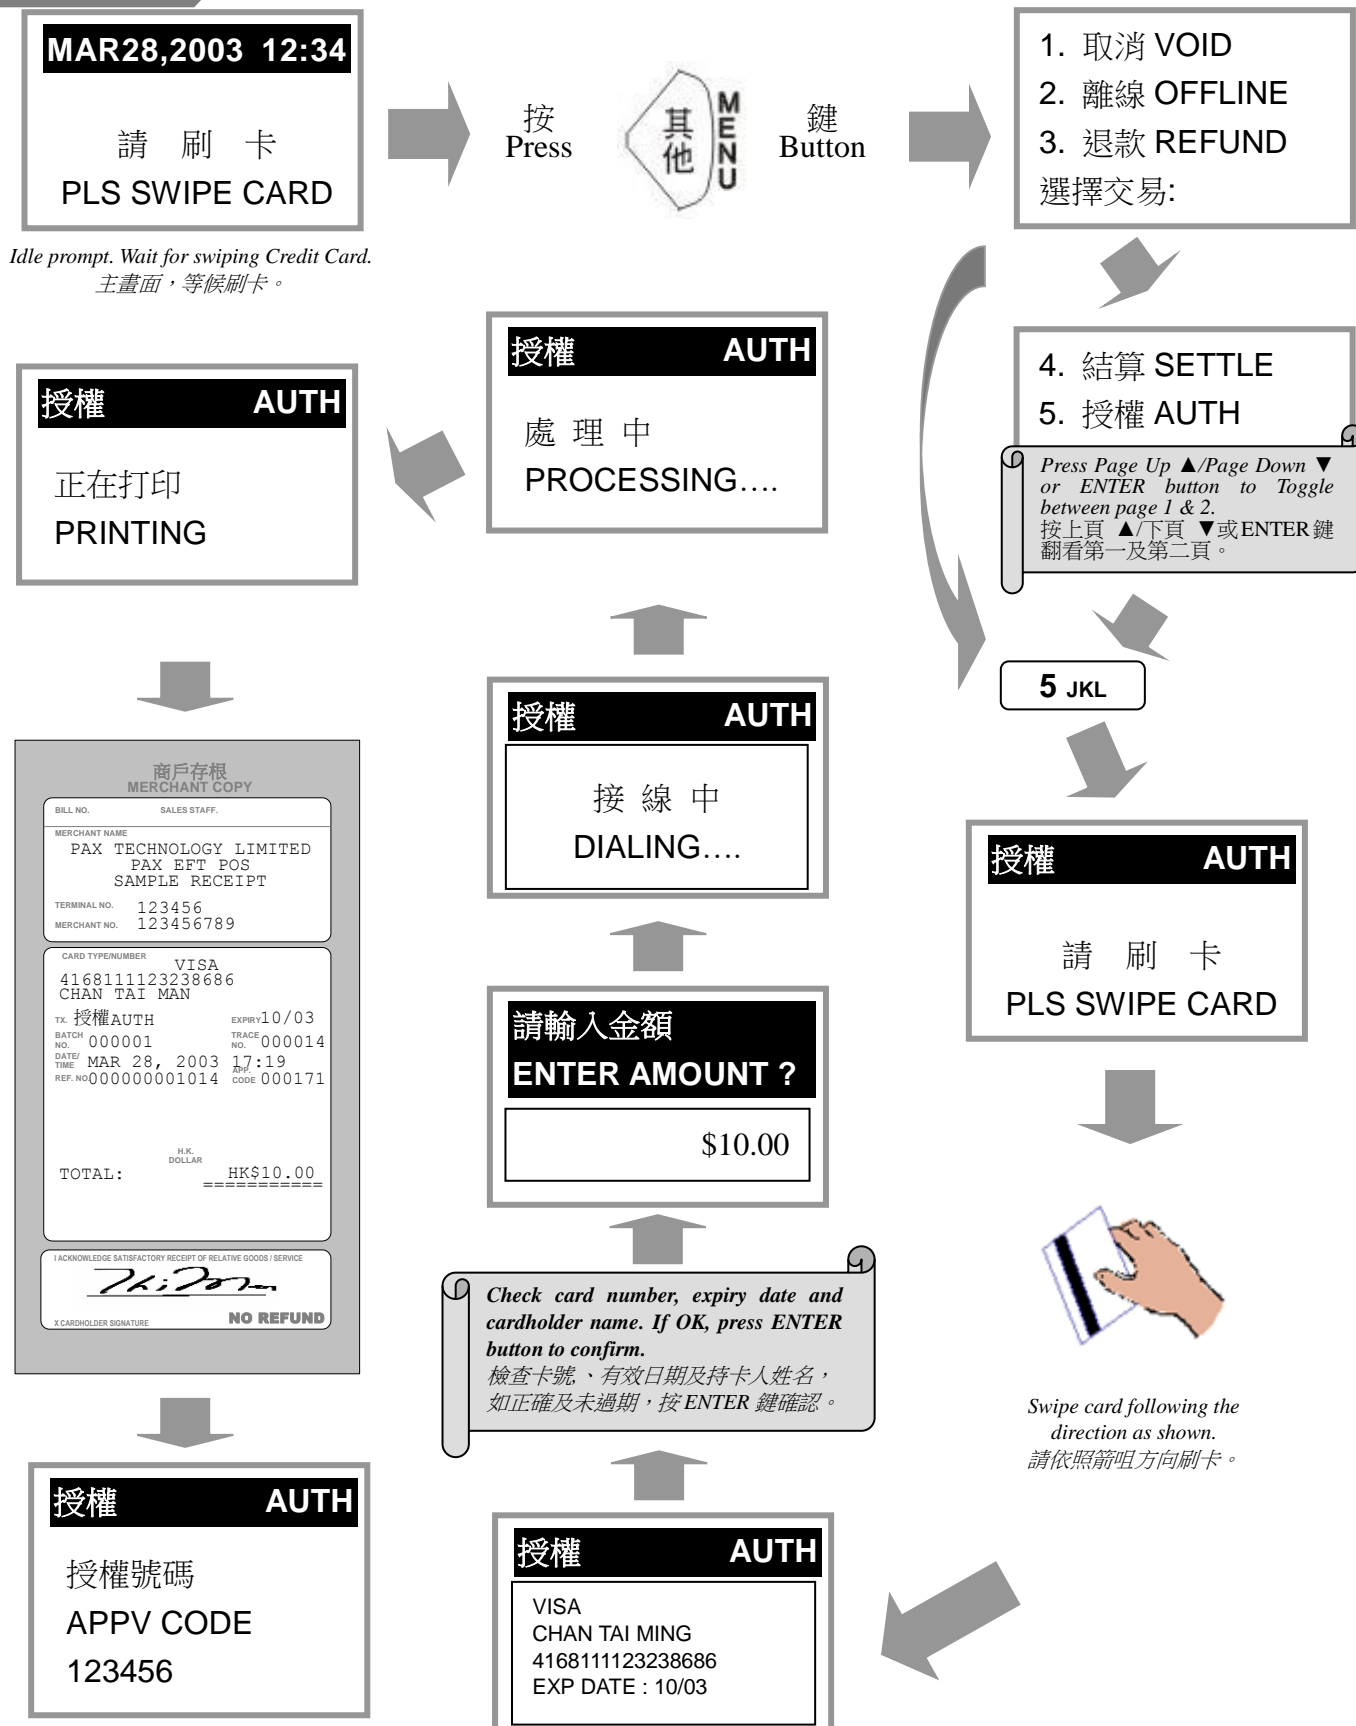 MAR28,2003 12:34
請 刷 卡
PLS SWIPE CARD
Idle prompt. Wait for swiping Credit Card.
主畫面，等候刷卡。
按
Press
其他
MENU
鍵
Button
1. 取消 VOID
2. 離線 OFFLINE
3. 退款 REFUND
選擇交易:
4. 結算 SETTLE
5. 授權 AUTH
Press Page Up ▲/Page Down ▼
or ENTER button to Toggle
between page 1 & 2.
按上頁 ▲/下頁 ▼或ENTER鍵
翻看第一及第二頁。
5 JKL
授權 AUTH
請 刷 卡
PLS SWIPE CARD
Swipe card following the
direction as shown.
請依照箭咀方向刷卡。
授權 AUTH
VISA
CHAN TAI MING
4168111123238686
EXP DATE : 10/03
Check card number, expiry date and
cardholder name. If OK, press ENTER
button to confirm.
檢查卡號、有效日期及持卡人姓名，
如正確及未過期，按 ENTER 鍵確認。
請輸入金額
ENTER AMOUNT ?
$10.00
授權 AUTH
接 線 中
DIALING....
授權 AUTH
處 理 中
PROCESSING....
授權 AUTH
正在打印
PRINTING
商戶存根
MERCHANT COPY
BILL NO. SALES STAFF.
MERCHANT NAME
PAX TECHNOLOGY LIMITED
PAX EFT POS
SAMPLE RECEIPT
TERMINAL NO. 123456
MERCHANT NO. 123456789
CARD TYPE/NUMBER
VISA
4168111123238686
CHAN TAI MAN
TX. 授權AUTH EXPIRY 10/03
BATCH NO. 000001 TRACE NO. 000014
DATE/TIME MAR 28, 2003 17:19
REF. NO 000000001014 APP. CODE 000171
H.K.
DOLLAR
TOTAL: HK$10.00
===========
I ACKNOWLEDGE SATISFACTORY RECEIPT OF RELATIVE GOODS / SERVICE
X CARDHOLDER SIGNATURE NO REFUND
授權 AUTH
授權號碼
APPV CODE
123456